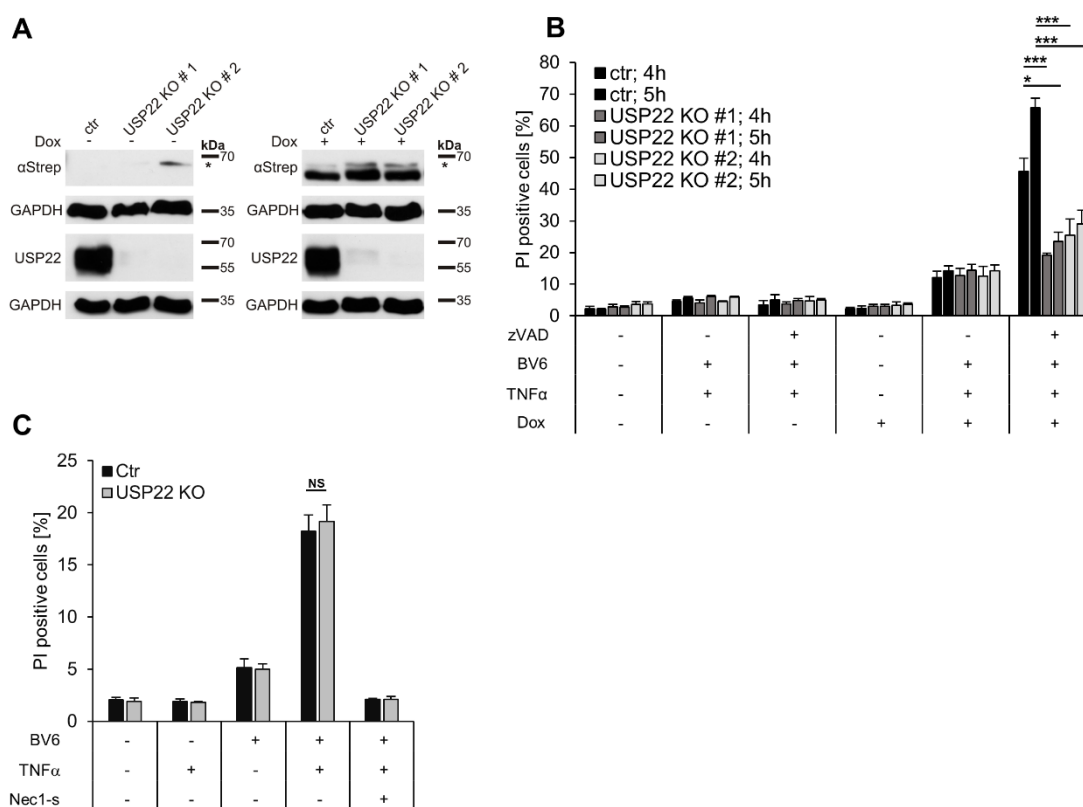 A
ctr
USP22 KO # 1
USP22 KO # 2
Dox - - - kDa
αStrep
70
*
GAPDH
35
USP22
70
55
GAPDH
35
ctr
USP22 KO # 1
USP22 KO # 2
Dox + + + kDa
αStrep
70
*
GAPDH
35
USP22
70
55
GAPDH
35
B
***
***
***
*
PI positive cells [%]
80
70
60
50
40
30
20
10
0
ctr; 4h
ctr; 5h
USP22 KO #1; 4h
USP22 KO #1; 5h
USP22 KO #2; 4h
USP22 KO #2; 5h
zVAD - - + - - +
BV6 - + + - + +
TNFα - + + - + +
Dox - - - + + +
C
PI positive cells [%]
25
20
15
10
5
0
Ctr
USP22 KO
NS
BV6 - - + + +
TNFα - + - + +
Nec1-s - - - - +